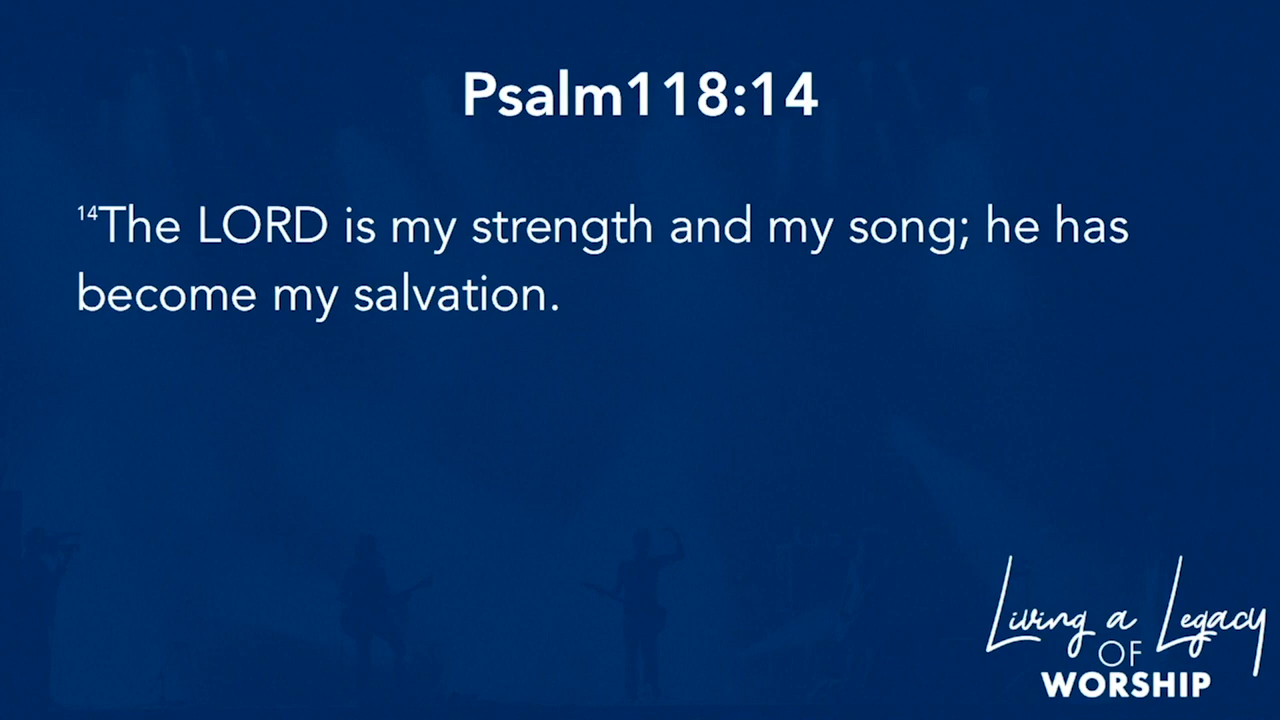 Psalm118:14
14The LORD is my strength and my song; he has
become my salvation.
Living a Legacy
OF
WORSHIP